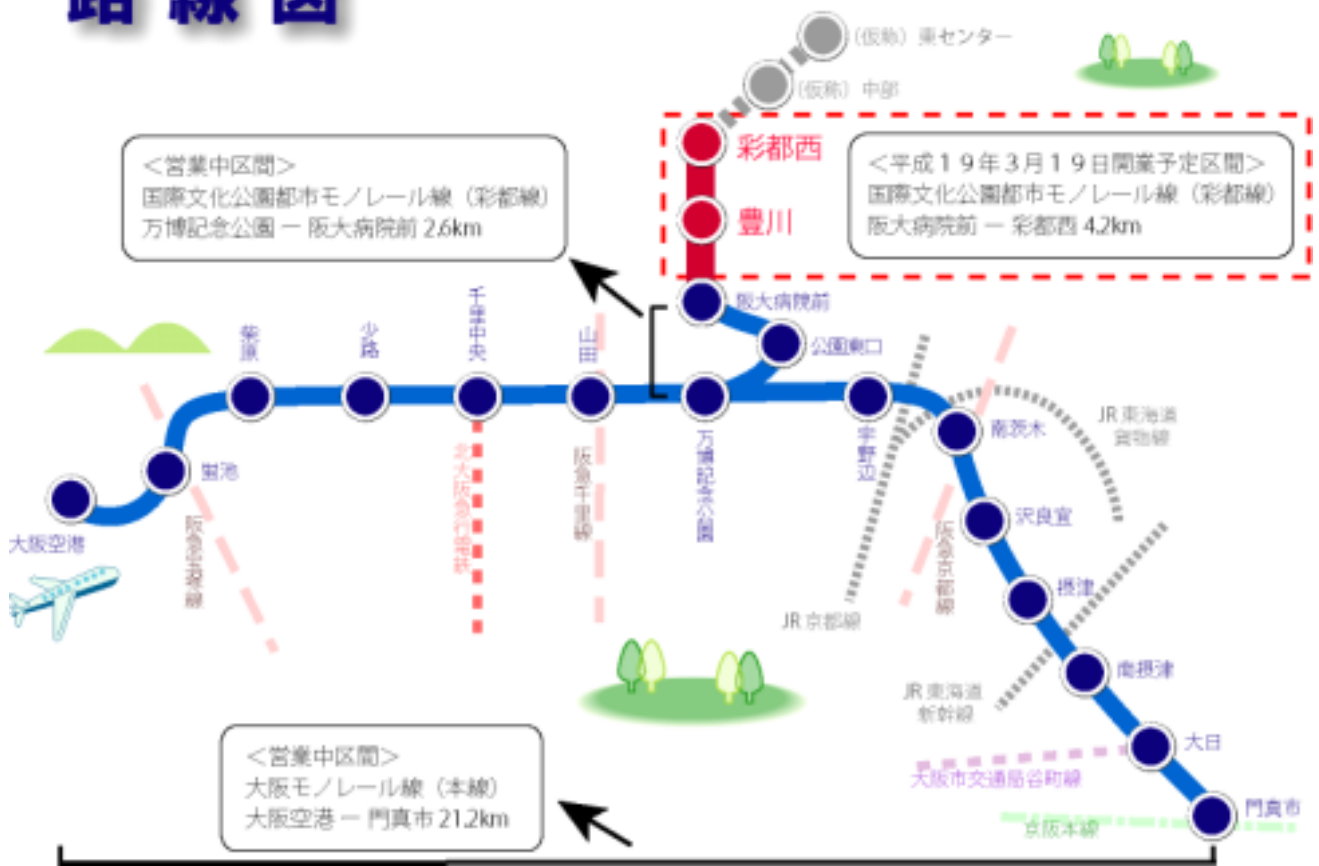 路線図
(仮称) 東センター
(仮称) 中部
彩都西
豊川
<平成19年3月19日開業予定区間>
国際文化公園都市モノレール線(彩都線)
阪大病院前 ー 彩都西 4.2km
<営業中区間>
国際文化公園都市モノレール線(彩都線)
万博記念公園 ー 阪大病院前 2.6km
阪大病院前
公園東口
柴原
少路
千里中央
山田
万博記念公園
宇野辺
南茨木
JR東海道
貨物線
蛍池
大阪空港
阪急宝塚線
北大阪急行電鉄
阪急千里線
沢良宜
阪急京都線
摂津
JR京都線
南摂津
JR東海道
新幹線
大日
大阪市交通局谷町線
門真市
京阪本線
<営業中区間>
大阪モノレール線(本線)
大阪空港 ー 門真市 21.2km